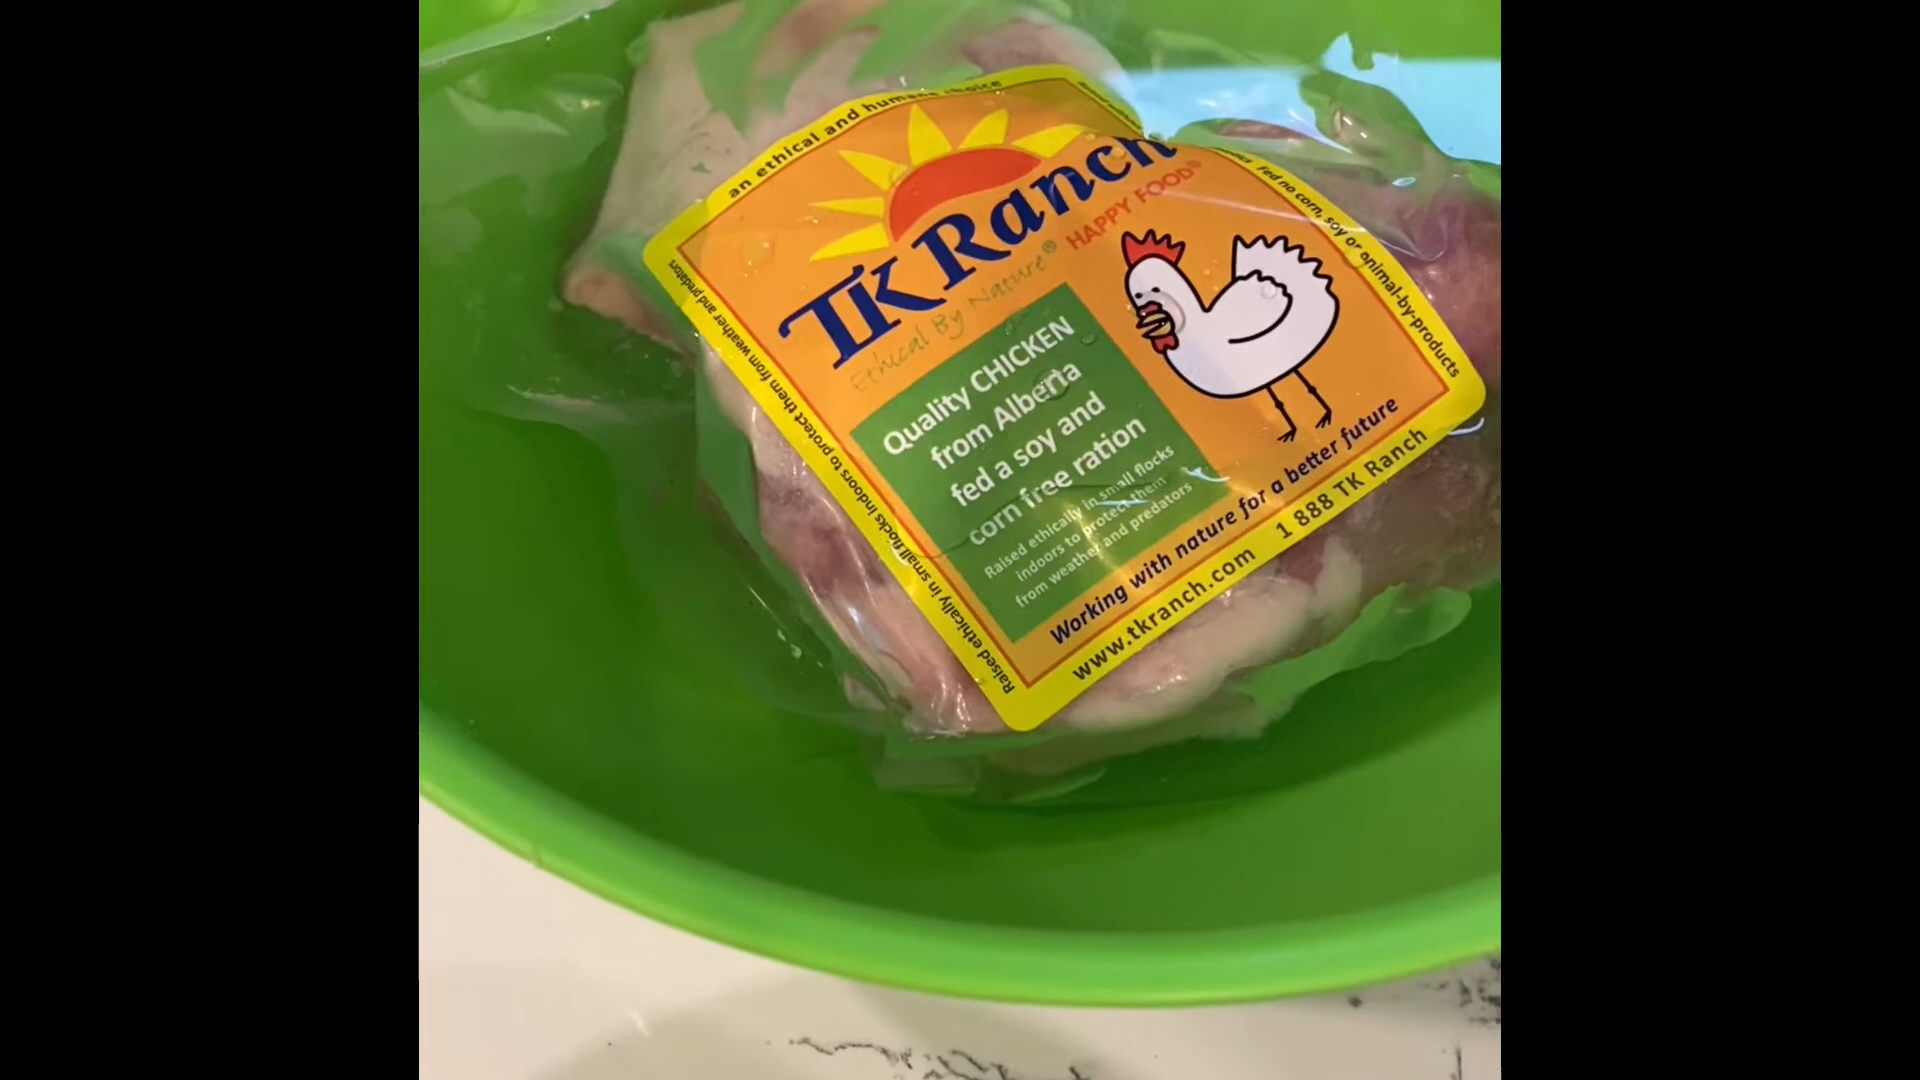 an ethical and humane choice
TK Ranch
Ethical By Nature® HAPPY FOOD®
Quality CHICKEN
from Alberta
fed a soy and
corn free ration
Raised ethically in small flocks
indoors to protect them
from weather and predators
Working with nature for a better future
www.tkranch.com 1 888 TK Ranch
Raised ethically in small flocks indoors to protect them from weather and predators
Fed no corn, soy or animal-by-products